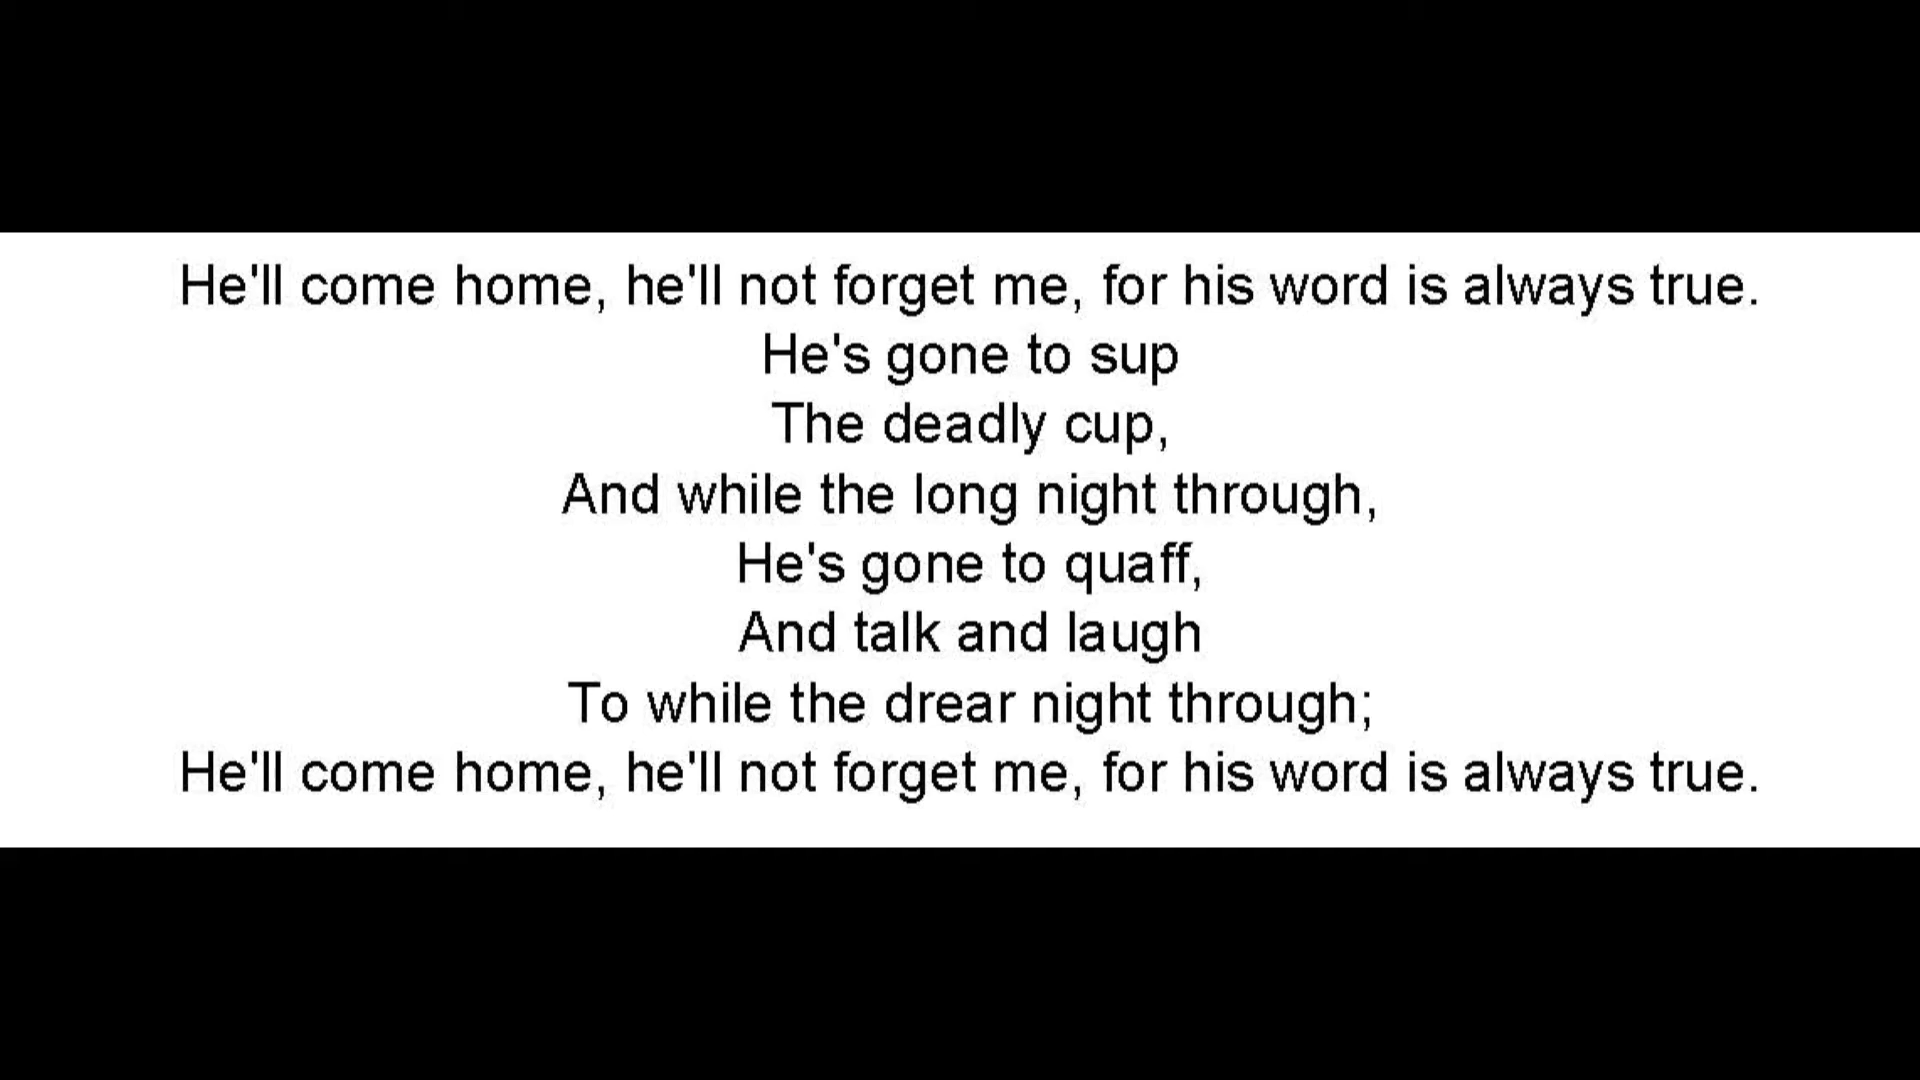 He'll come home, he'll not forget me, for his word is always true.
He's gone to sup
The deadly cup,
And while the long night through,
He's gone to quaff,
And talk and laugh
To while the drear night through;
He'll come home, he'll not forget me, for his word is always true.